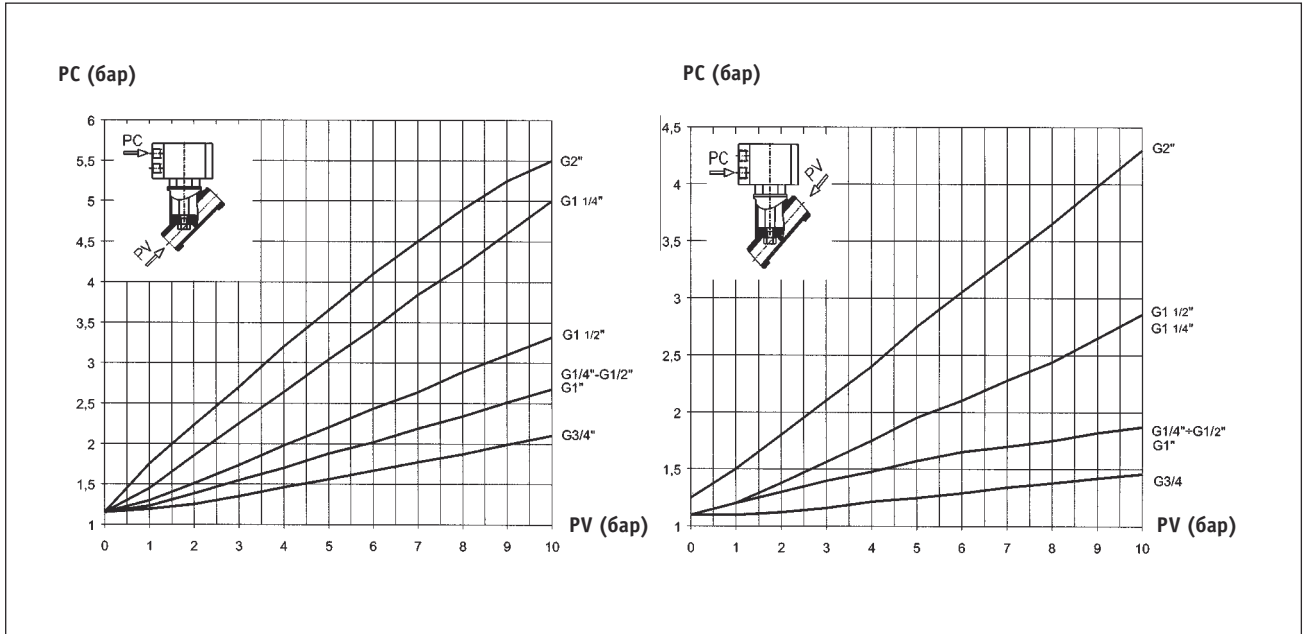 PC (бар)
6
5,5
5
4,5
4
3,5
3
2,5
2
1,5
1
PC
PV
G2"
G1 1/4"
G1 1/2"
G1/4"-G1/2"
G1"
G3/4"
0 1 2 3 4 5 6 7 8 9 10
PV (бар)
PC (бар)
4,5
4
3,5
3
2,5
2
1,5
1
PC
PV
G2"
G1 1/2"
G1 1/4"
G1/4"÷G1/2"
G1"
G3/4
0 1 2 3 4 5 6 7 8 9 10
PV (бар)